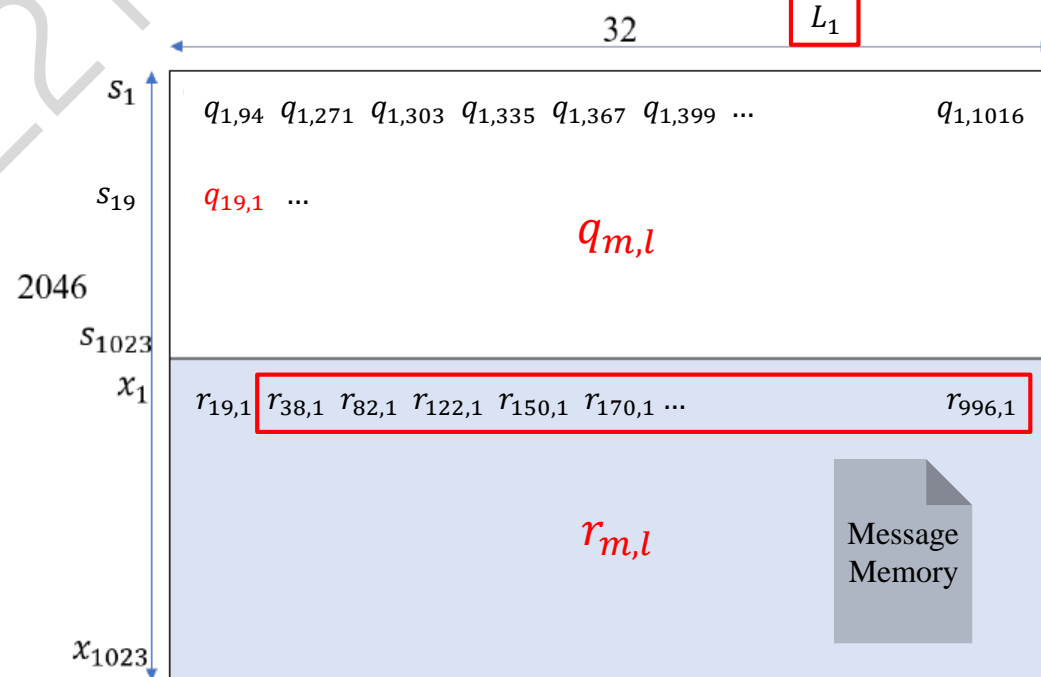 32 L₁
s₁ q₁,₉₄ q₁,₂₇₁ q₁,₃₀₃ q₁,₃₃₅ q₁,₃₆₇ q₁,₃₉₉ ... q₁,₁₀₁₆
s₁₉ q₁₉,₁ ...
qₘ,ₗ
2046
s₁₀₂₃
x₁ r₁₉,₁ r₃₈,₁ r₈₂,₁ r₁₂₂,₁ r₁₅₀,₁ r₁₇₀,₁ ... r₉₉₆,₁
rₘ,ₗ
Message
Memory
x₁₀₂₃